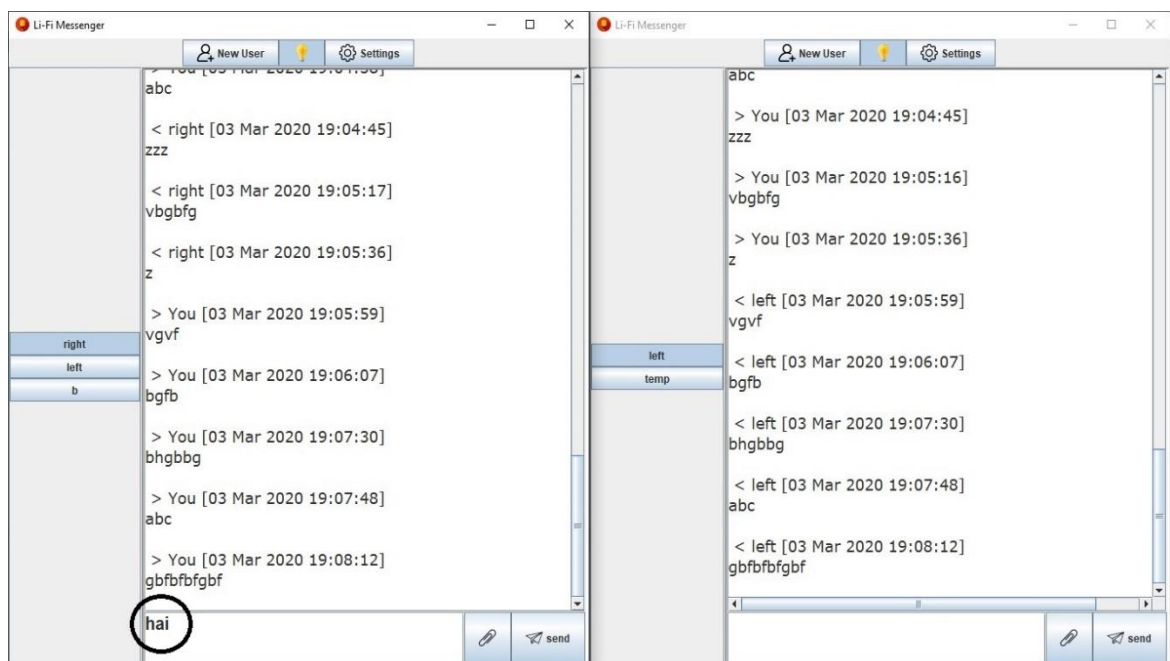 Li-Fi Messenger
New User
Settings
> You [03 Mar 2020 19:04:38]
abc
< right [03 Mar 2020 19:04:45]
zzz
< right [03 Mar 2020 19:05:17]
vbgbfg
< right [03 Mar 2020 19:05:36]
z
> You [03 Mar 2020 19:05:59]
vgvf
> You [03 Mar 2020 19:06:07]
bgfb
> You [03 Mar 2020 19:07:30]
bhgbbg
> You [03 Mar 2020 19:07:48]
abc
> You [03 Mar 2020 19:08:12]
gbfbfbfgbf
right
left
b
hai
send
Li-Fi Messenger
New User
Settings
abc
> You [03 Mar 2020 19:04:45]
zzz
> You [03 Mar 2020 19:05:16]
vbgbfg
> You [03 Mar 2020 19:05:36]
z
< left [03 Mar 2020 19:05:59]
vgvf
< left [03 Mar 2020 19:06:07]
bgfb
< left [03 Mar 2020 19:07:30]
bhgbbg
< left [03 Mar 2020 19:07:48]
abc
< left [03 Mar 2020 19:08:12]
gbfbfbfgbf
left
temp
send